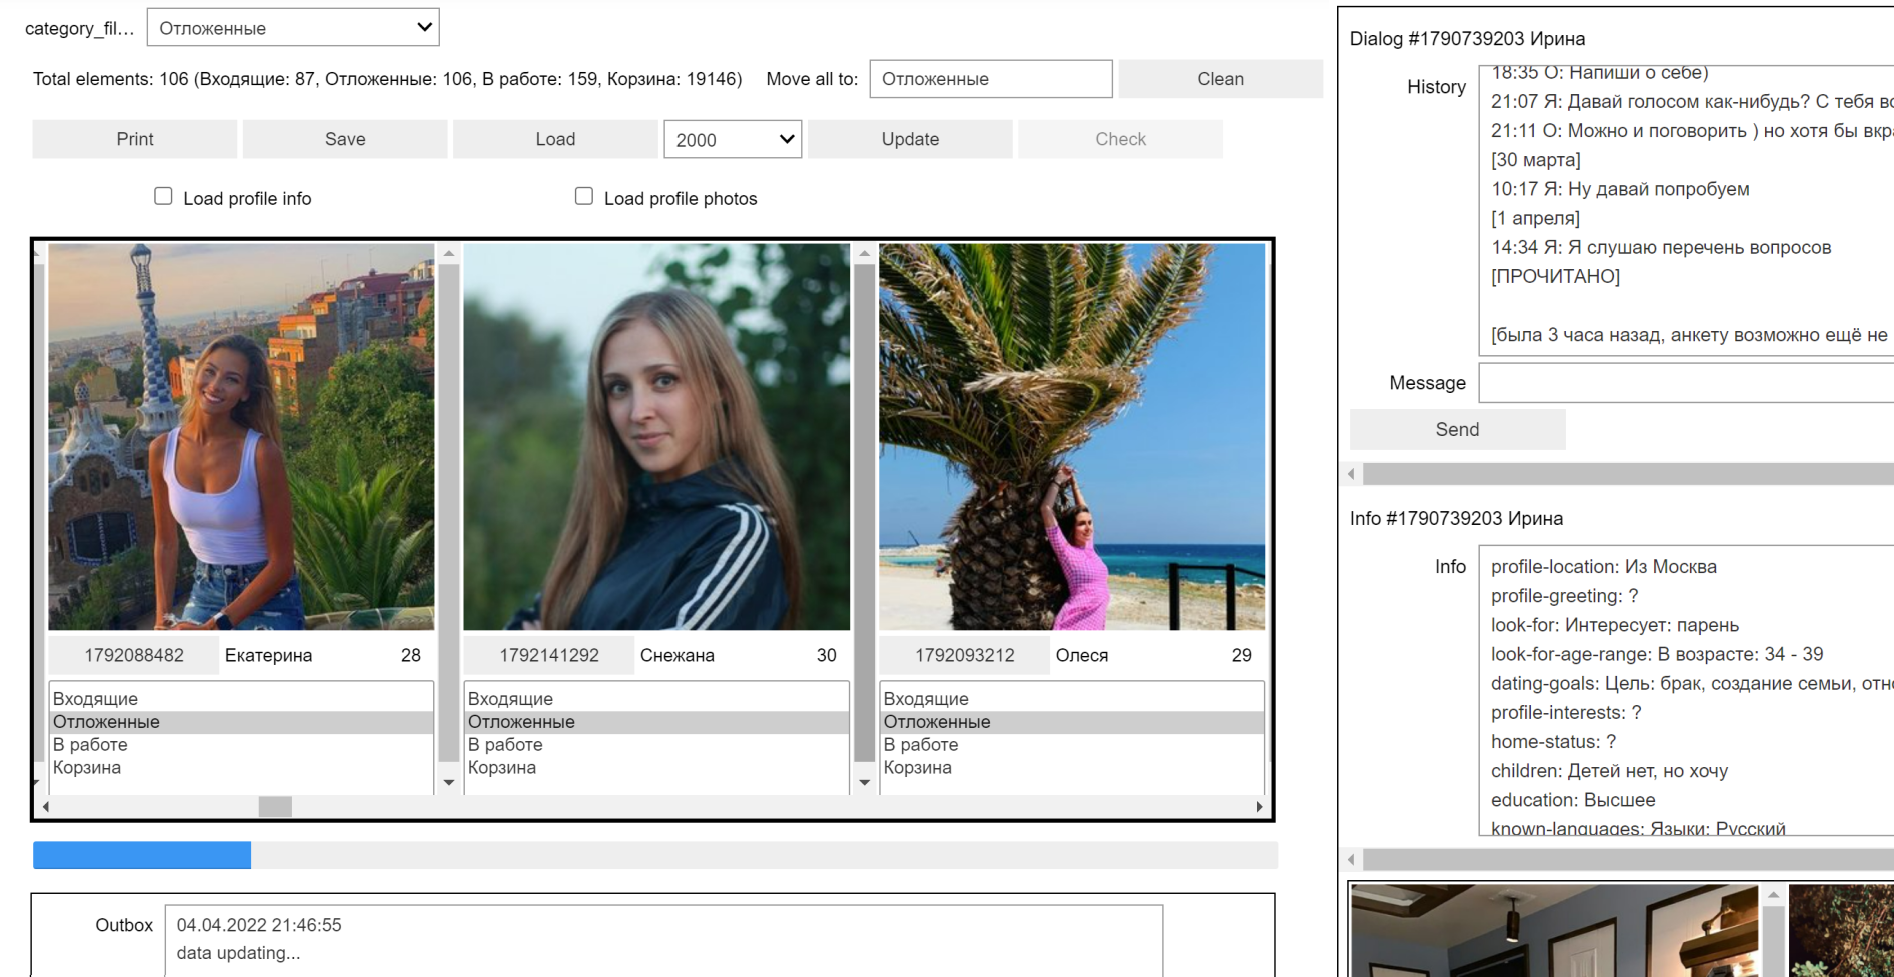 category_fil…
Отложенные
Total elements: 106 (Входящие: 87, Отложенные: 106, В работе: 159, Корзина: 19146)
Move all to:
Отложенные
Clean
Print
Save
Load
2000
Update
Check
Load profile info
Load profile photos
1792088482 Екатерина 28
Входящие
Отложенные
В работе
Корзина
1792141292 Снежана 30
Входящие
Отложенные
В работе
Корзина
1792093212 Олеся 29
Входящие
Отложенные
В работе
Корзина
Outbox
04.04.2022 21:46:55
data updating...
Dialog #1790739203 Ирина
History
18:35 О: Напиши о себе)
21:07 Я: Давай голосом как-нибудь? С тебя
21:11 О: Можно и поговорить ) но хотя бы
[30 марта]
10:17 Я: Ну давай попробуем
[1 апреля]
14:34 Я: Я слушаю перечень вопросов
[ПРОЧИТАНО]
[была 3 часа назад, анкету возможно ещё не
Message
Send
Info #1790739203 Ирина
Info
profile-location: Из Москва
profile-greeting: ?
look-for: Интересует: парень
look-for-age-range: В возрасте: 34 - 39
dating-goals: Цель: брак, создание семьи,
profile-interests: ?
home-status: ?
children: Детей нет, но хочу
education: Высшее
known-languages: Языки: Русский